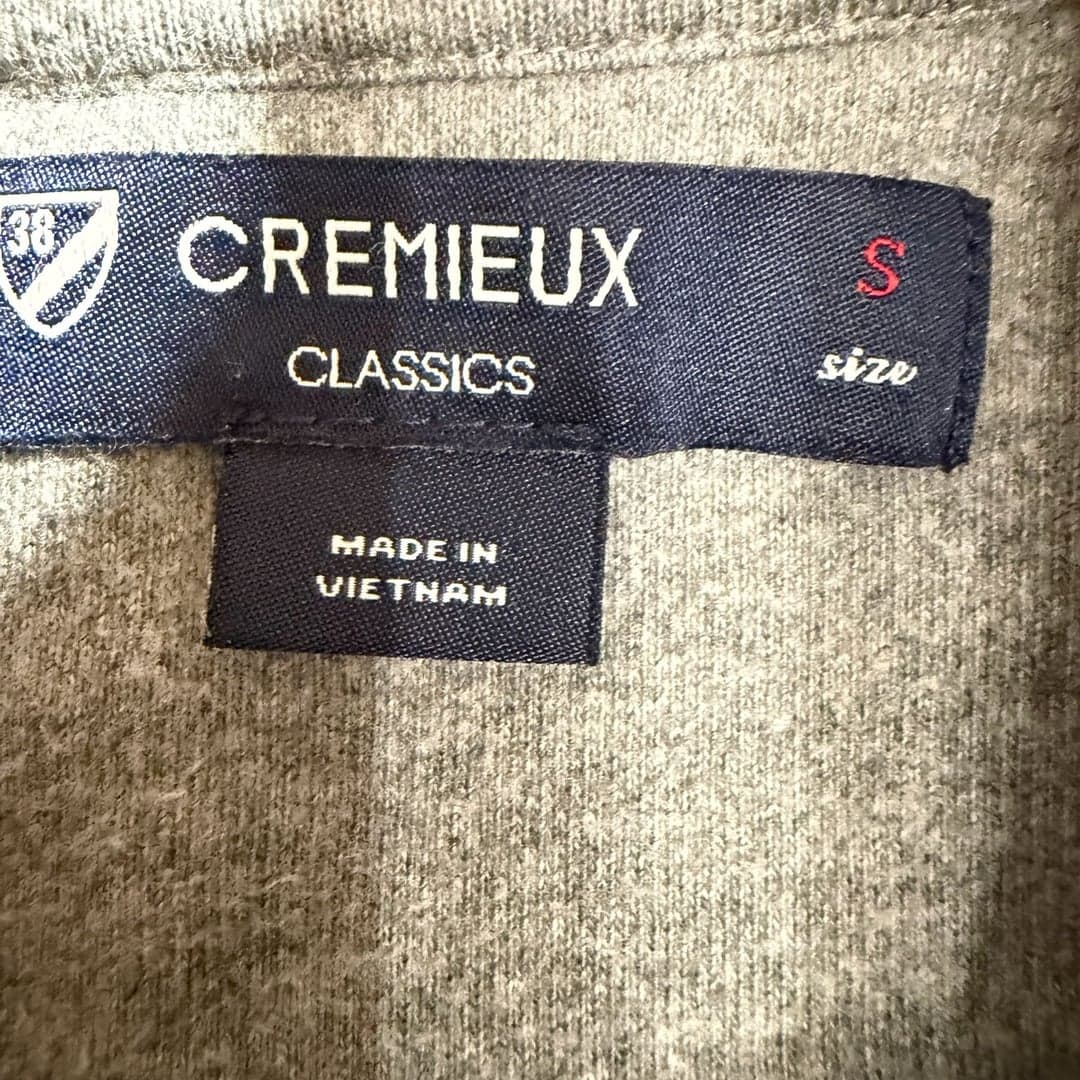 38
CREMIEUX
S
CLASSICS
size
MADE IN
VIETNAM